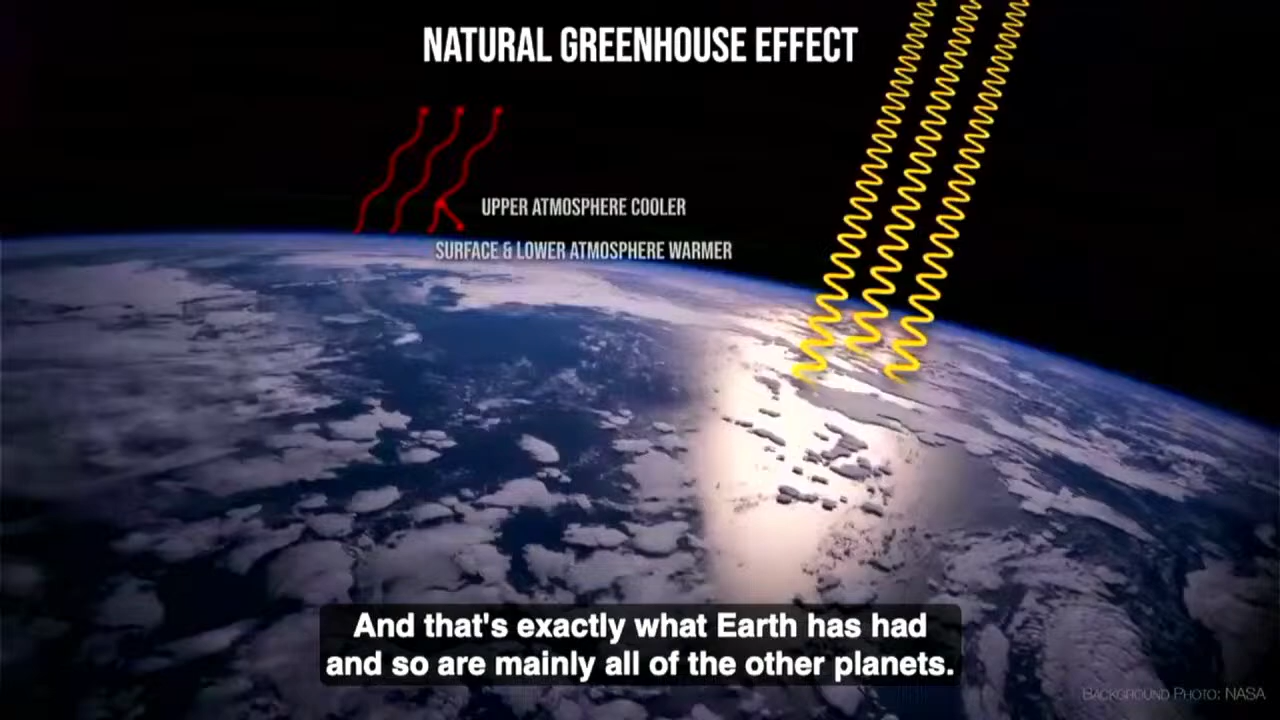 NATURAL GREENHOUSE EFFECT
UPPER ATMOSPHERE COOLER
SURFACE & LOWER ATMOSPHERE WARMER
And that's exactly what Earth has had
and so are mainly all of the other planets.
BACKGROUND PHOTO: NASA